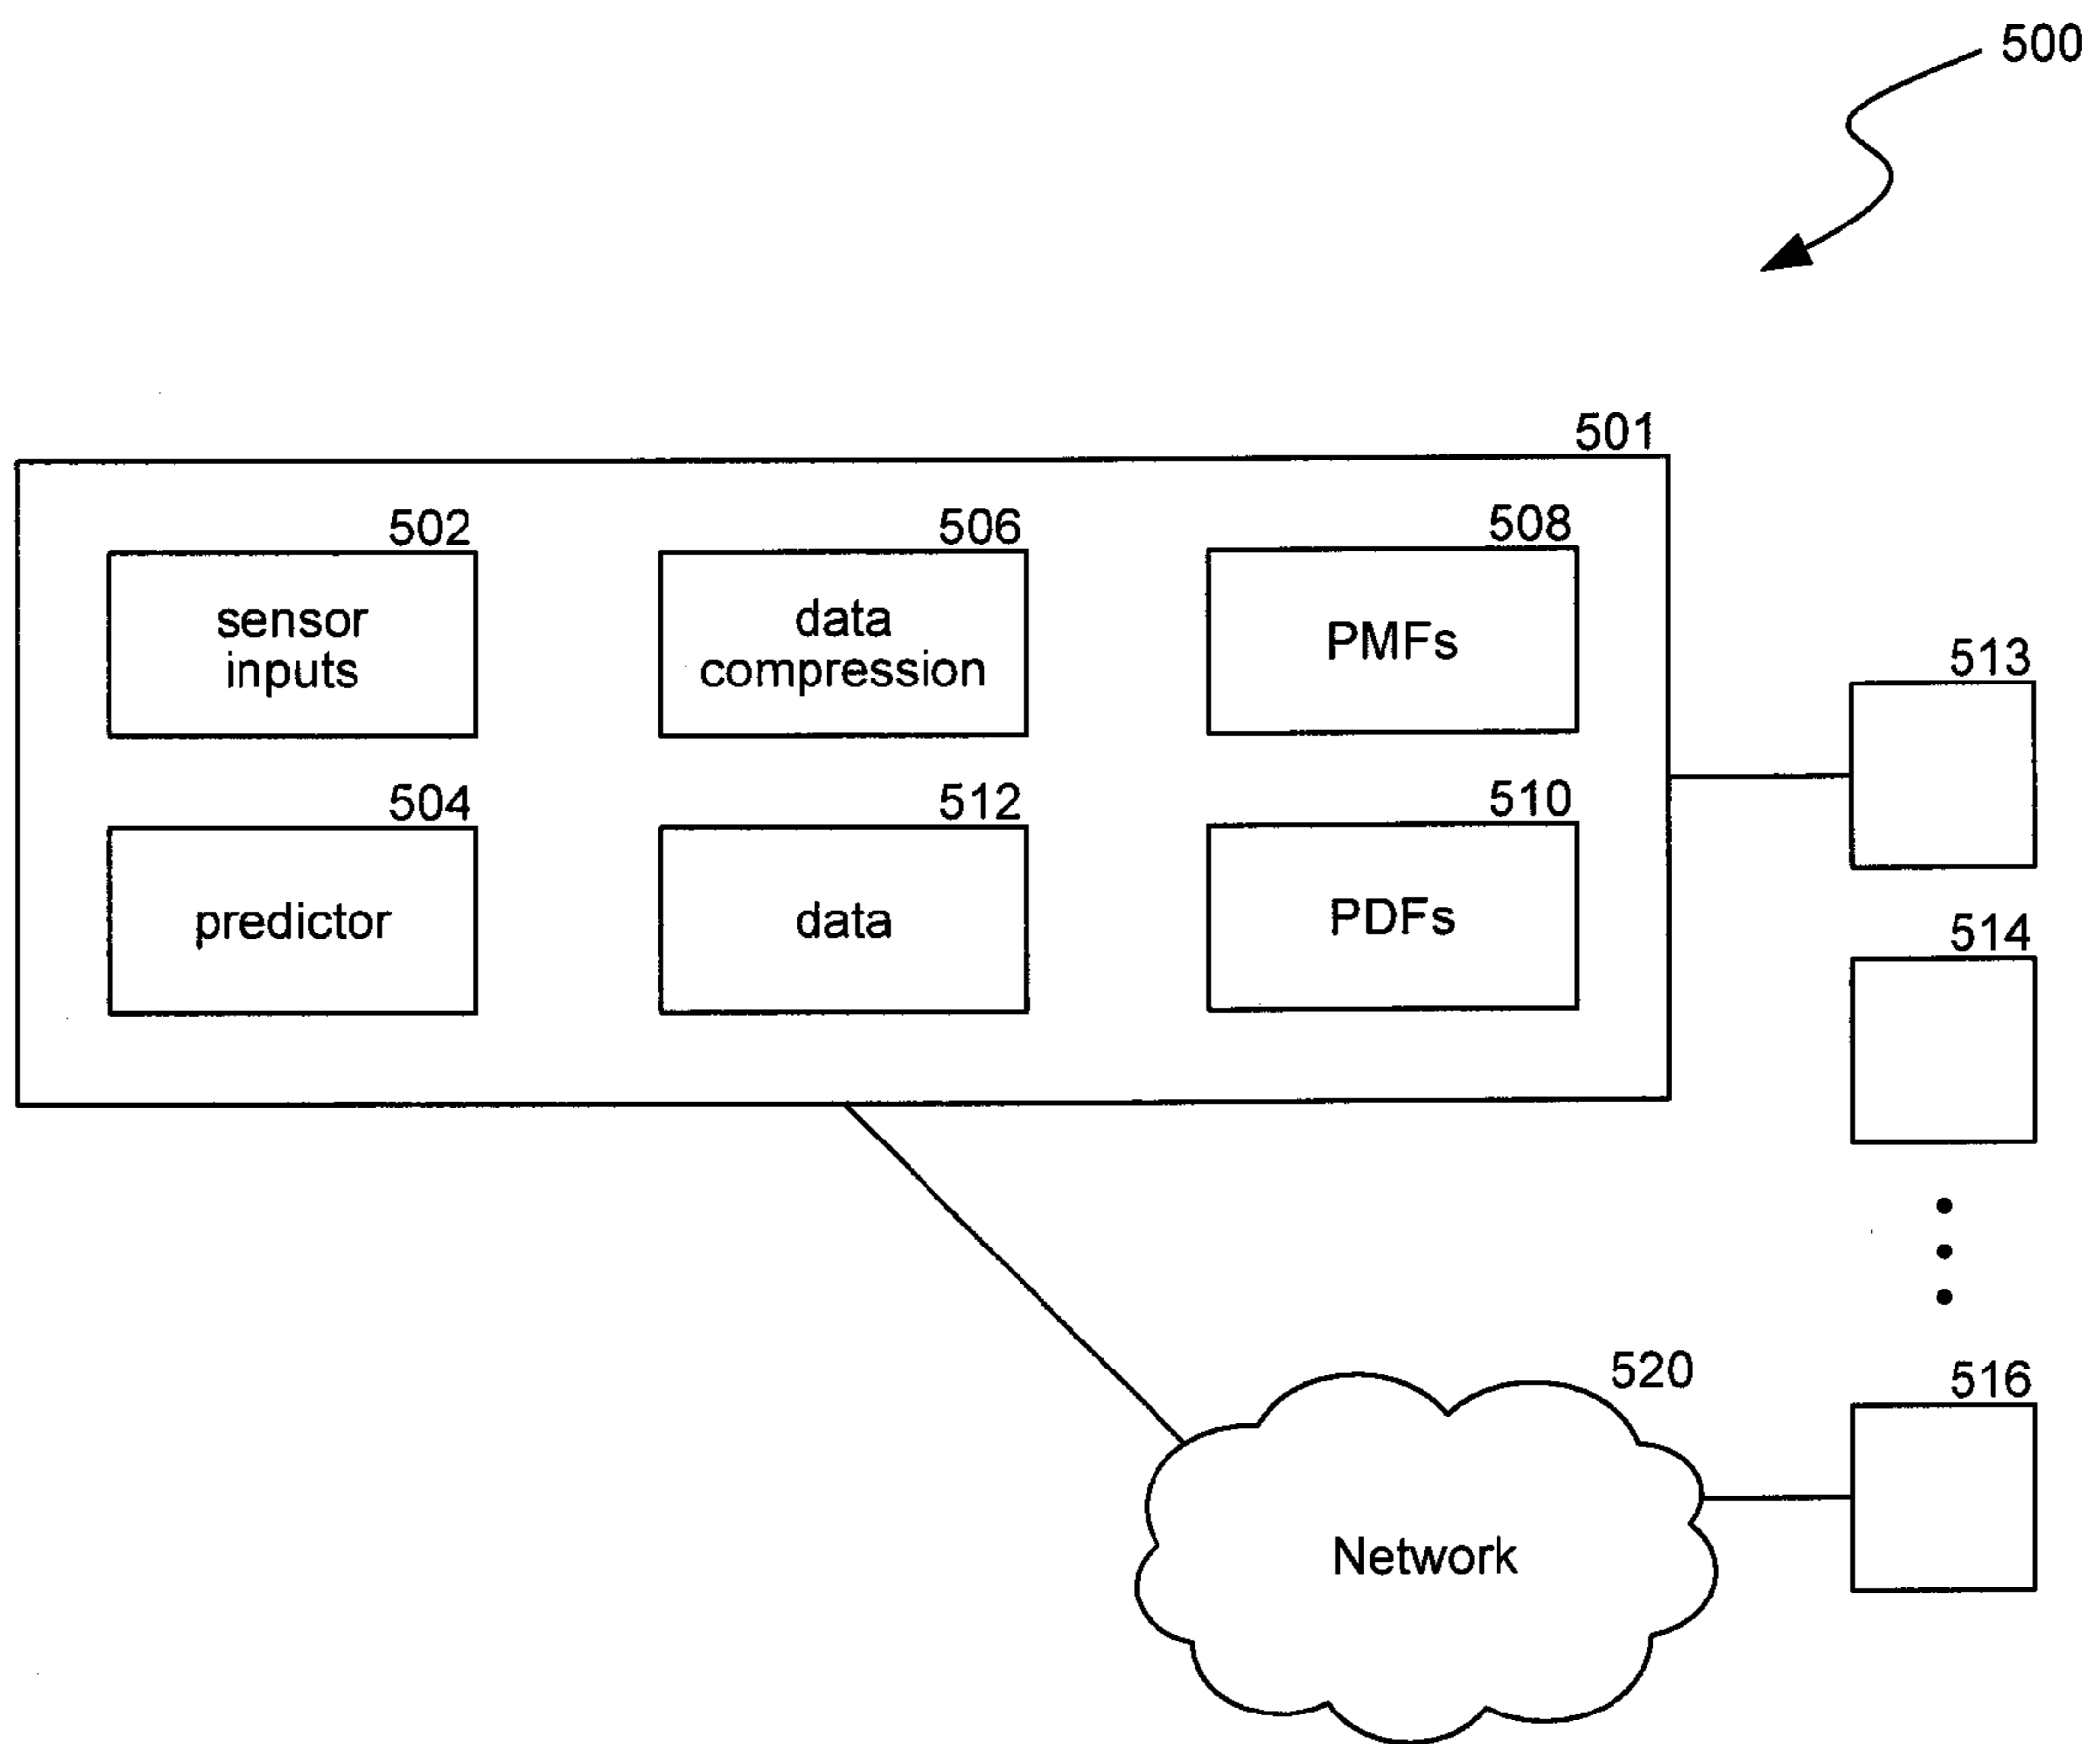 500
501
502
506
508
sensor
inputs
data
compression
PMFs
513
504
512
510
predictor
data
PDFs
514
520
516
Network